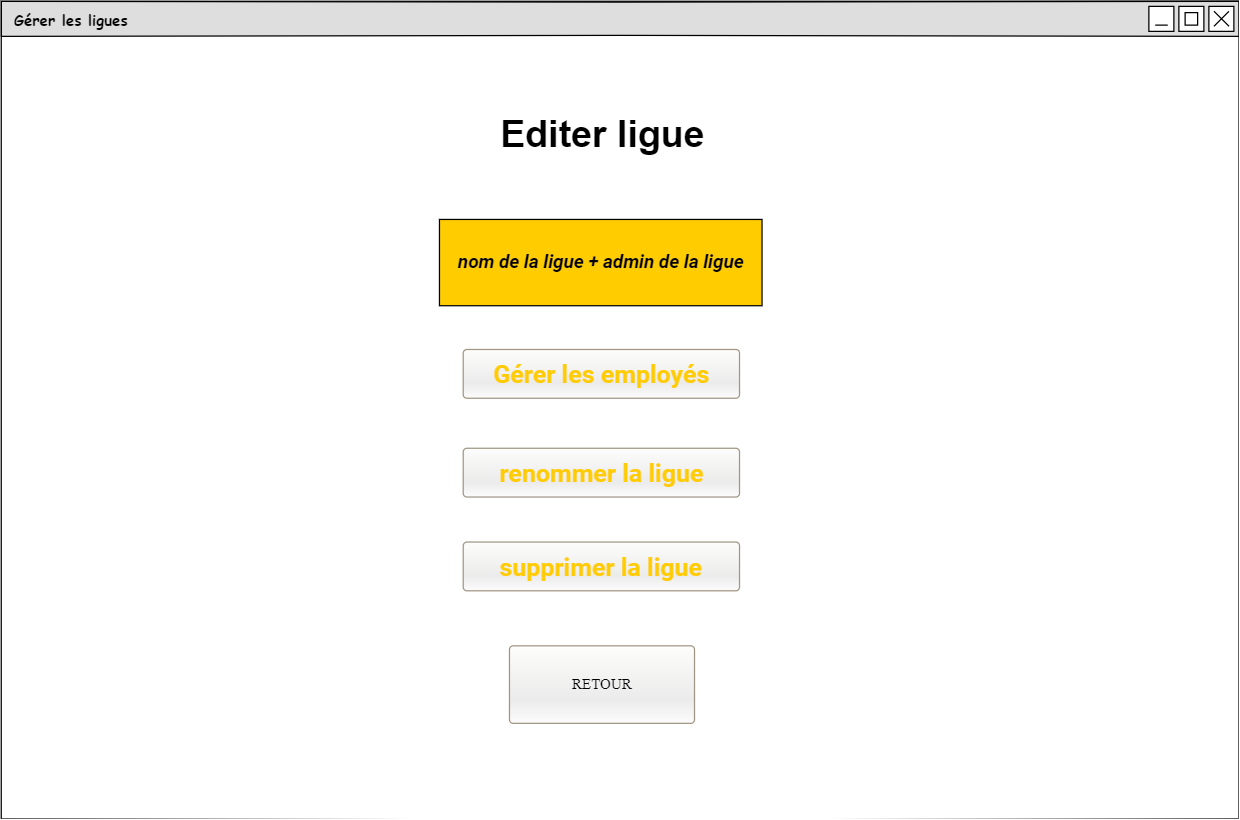 Gérer les ligues
Editer ligue
nom de la ligue + admin de la ligue
Gérer les employés
renommer la ligue
supprimer la ligue
RETOUR